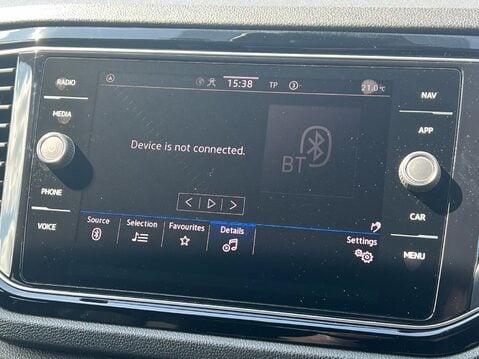 RADIO
MEDIA
PHONE
VOICE
15:38
TP
21.0°C
Device is not connected.
BT
Source
Selection
Favourites
Details
Settings
NAV
APP
CAR
MENU